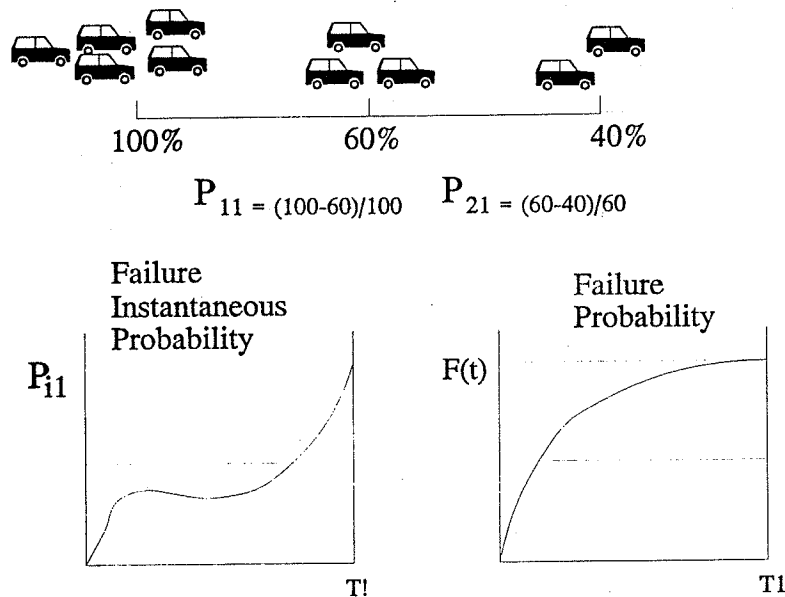 100% 60% 40%
P11 = (100-60)/100 P21 = (60-40)/60
Failure
Instantaneous
Probability
Pi1
T!
Failure
Probability
F(t)
T1